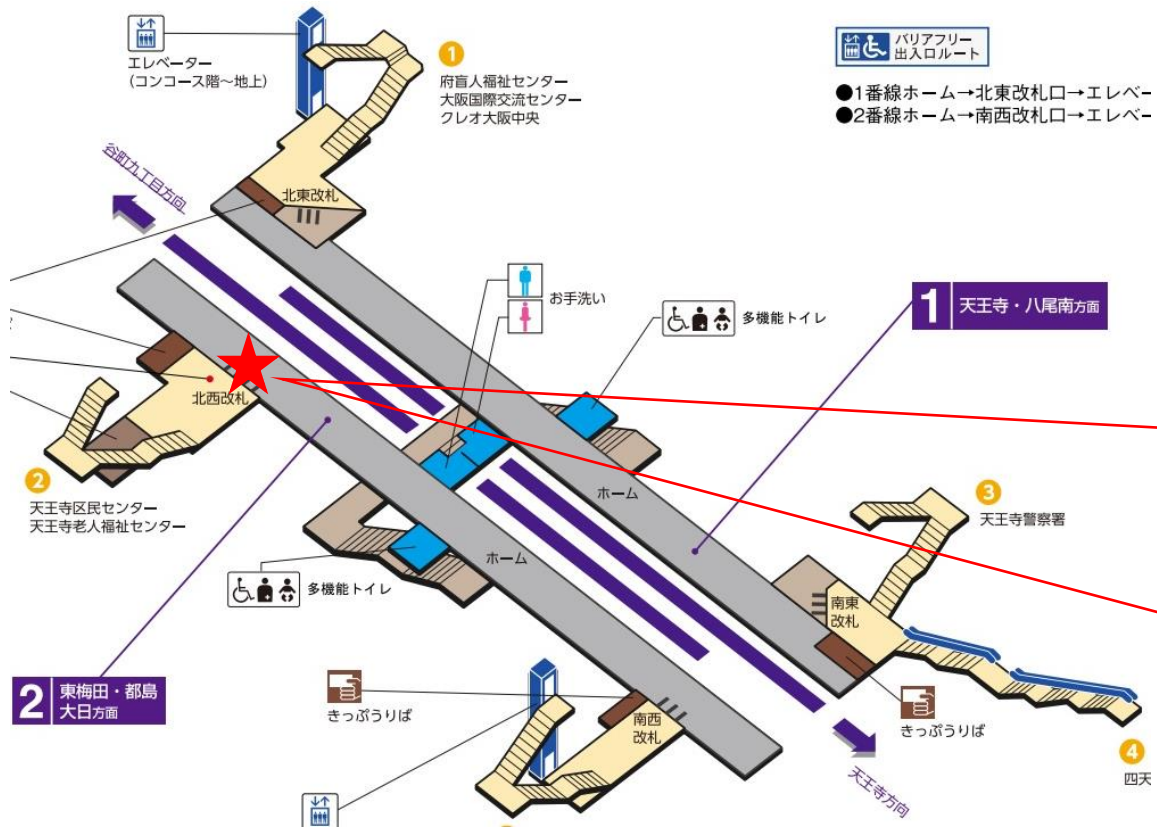 エレベーター
(コンコース階〜地上)
1
府盲人福祉センター
大阪国際交流センター
クレオ大阪中央
バリアフリー
出入口ルート
●1番線ホーム→北東改札口→エレベー
●2番線ホーム→南西改札口→エレベー
谷町九丁目方向
北東改札
お手洗い
多機能トイレ
1 天王寺・八尾南方面
北西改札
2
天王寺区民センター
天王寺老人福祉センター
ホーム
3
天王寺警察署
ホーム
多機能トイレ
南東
改札
2 東梅田・都島
大日方面
きっぷうりば
南西
改札
きっぷうりば
天王寺方向
4
四天